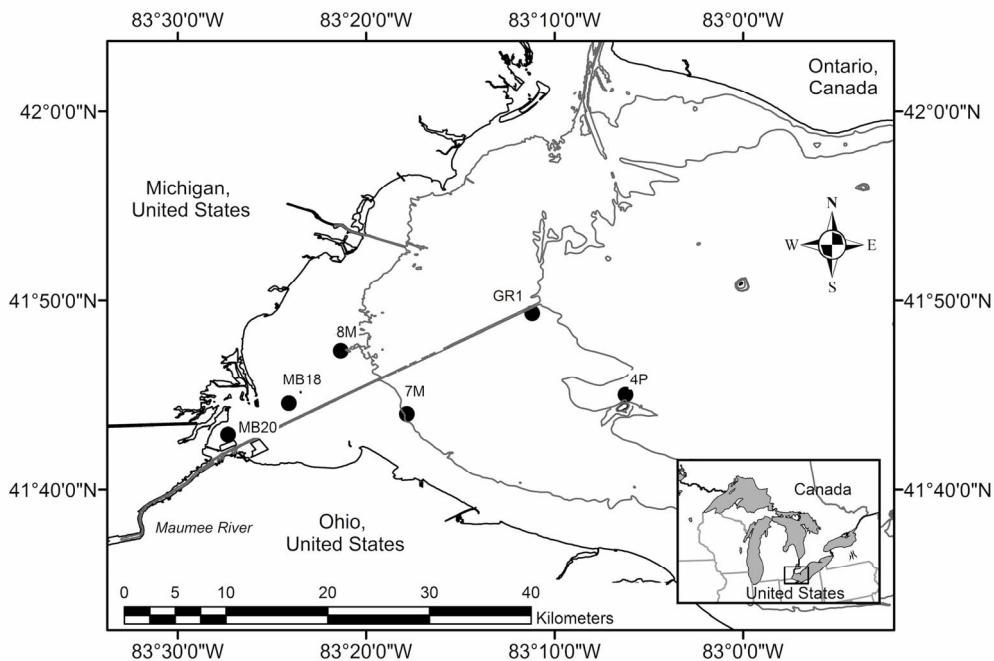 83°30'0"W 83°20'0"W 83°10'0"W 83°00'0"W
Ontario,
Canada
42°0'0"N 42°0'0"N
Michigan,
United States
N
W E
S
41°50'0"N 41°50'0"N
GR1
8M
MB18
4P
7M
MB20
41°40'0"N 41°40'0"N
Canada
Maumee River
Ohio,
United States
United States
0 5 10 20 30 40
Kilometers
83°30'0"W 83°20'0"W 83°10'0"W 83°00'0"W